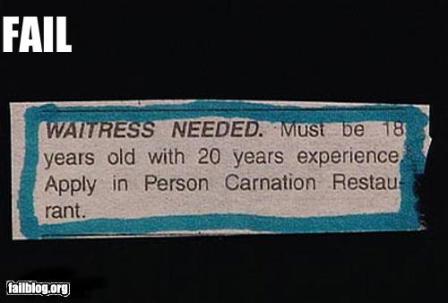 FAIL
WAITRESS NEEDED. Must be 18
years old with 20 years experience.
Apply in Person Carnation Restau-
rant.
failblog.org